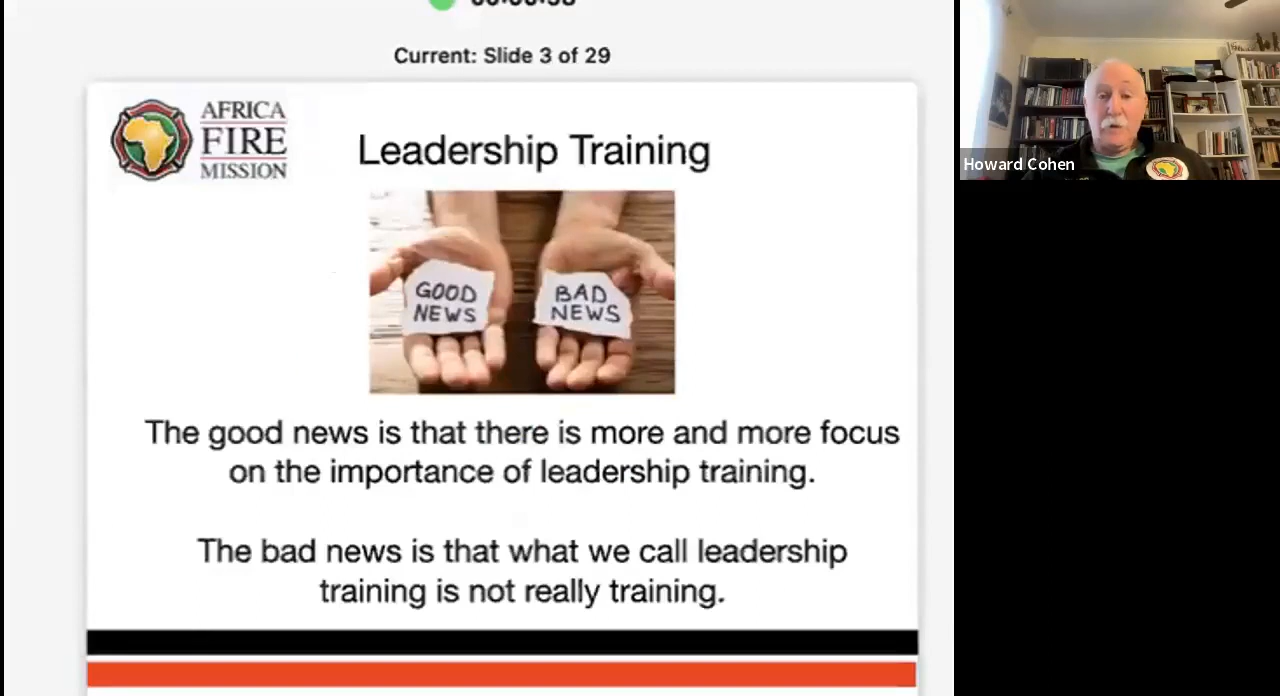 Current: Slide 3 of 29
AFRICA
FIRE
MISSION
Leadership Training
GOOD
NEWS
BAD
NEWS
The good news is that there is more and more focus
on the importance of leadership training.
The bad news is that what we call leadership
training is not really training.
Howard Cohen